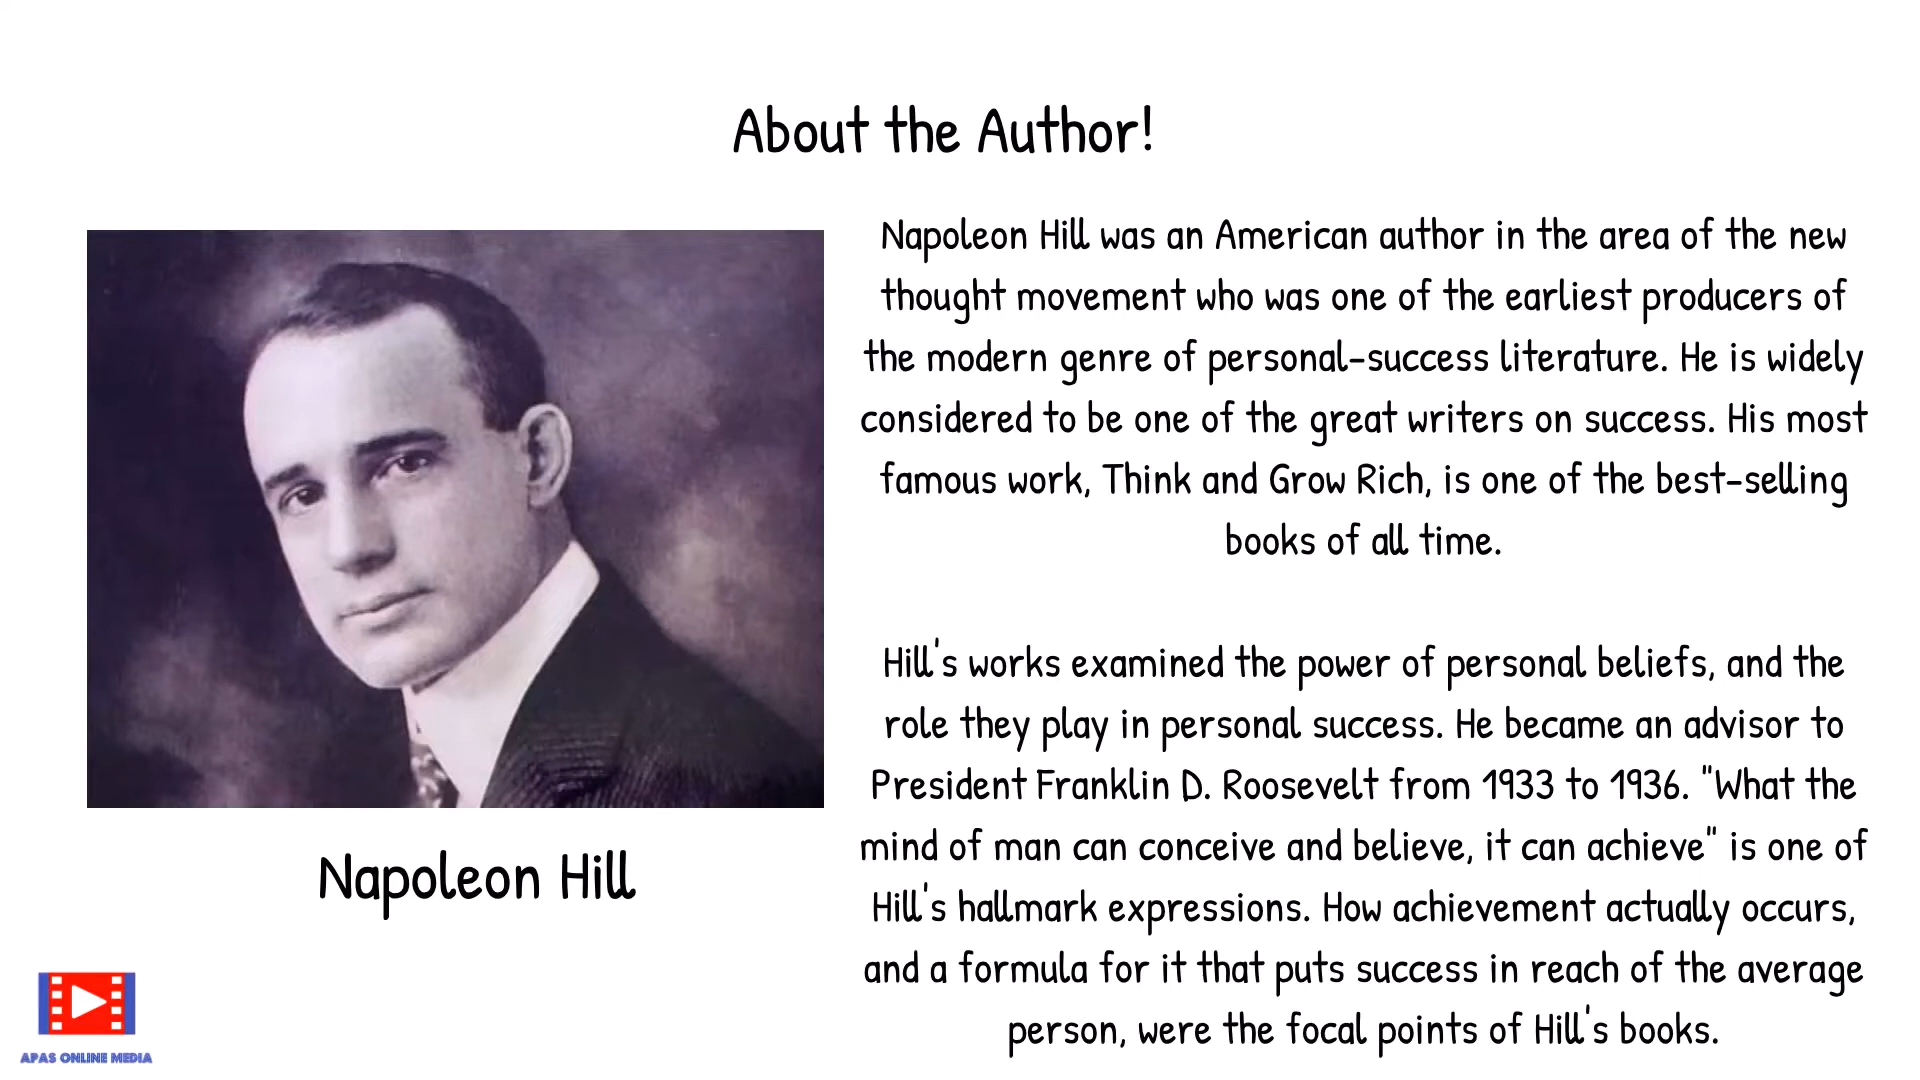 About the Author!
Napoleon Hill was an American author in the area of the new
thought movement who was one of the earliest producers of
the modern genre of personal-success literature. He is widely
considered to be one of the great writers on success. His most
famous work, Think and Grow Rich, is one of the best-selling
books of all time.
Hill's works examined the power of personal beliefs, and the
role they play in personal success. He became an advisor to
President Franklin D. Roosevelt from 1933 to 1936. "What the
mind of man can conceive and believe, it can achieve" is one of
Hill's hallmark expressions. How achievement actually occurs,
and a formula for it that puts success in reach of the average
person, were the focal points of Hill's books.
Napoleon Hill
APAS ONLINE MEDIA